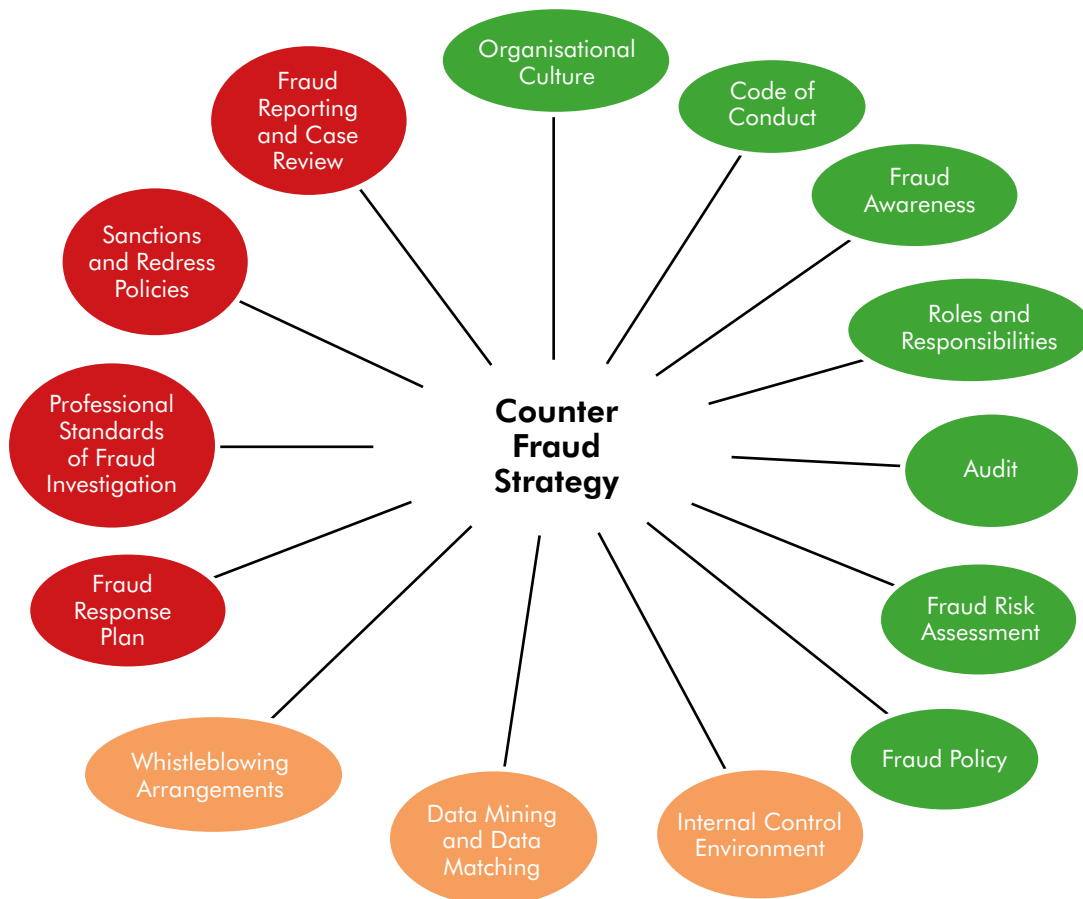 Organisational
Culture
Code of
Conduct
Fraud
Awareness
Roles and
Responsibilities
Audit
Fraud Risk
Assessment
Fraud Policy
Internal Control
Environment
Data Mining
and Data
Matching
Whistleblowing
Arrangements
Fraud
Response
Plan
Professional
Standards
of Fraud
Investigation
Sanctions
and Redress
Policies
Fraud
Reporting
and Case
Review
Counter
Fraud
Strategy